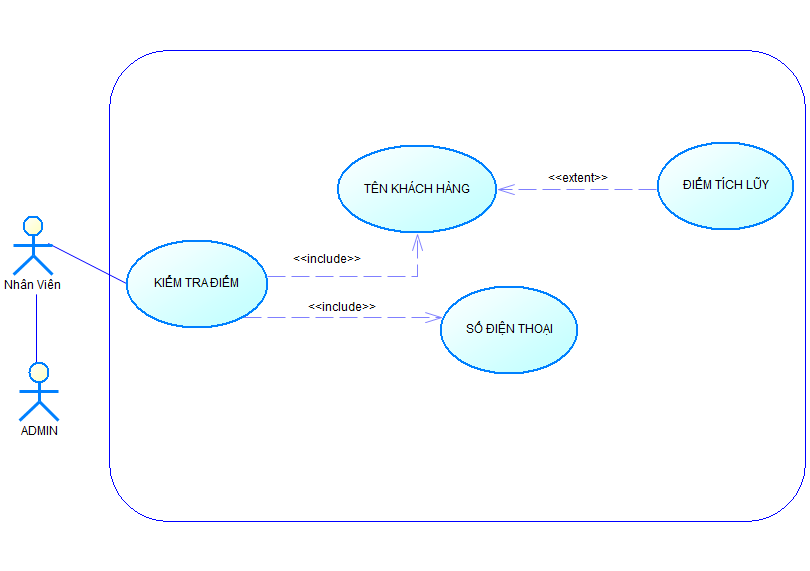 TÊN KHÁCH HÀNG
<<extent>>
ĐIỂM TÍCH LŨY
<<include>>
KIỂM TRA ĐIỂM
Nhân Viên
<<include>>
SỐ ĐIỆN THOẠI
ADMIN